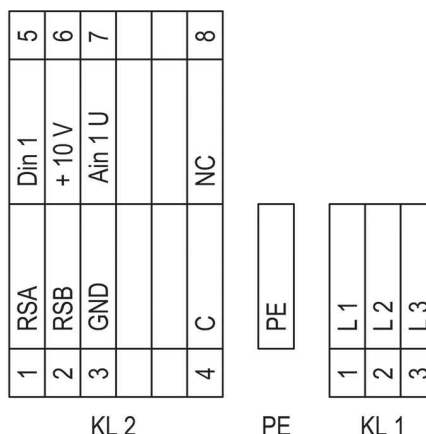 5 Din 1 RSA 1
6 + 10 V RSB 2
7 Ain 1 U GND 3
8 NC C 4
PE
L 1 1
L 2 2
L 3 3
KL 2
PE
KL 1